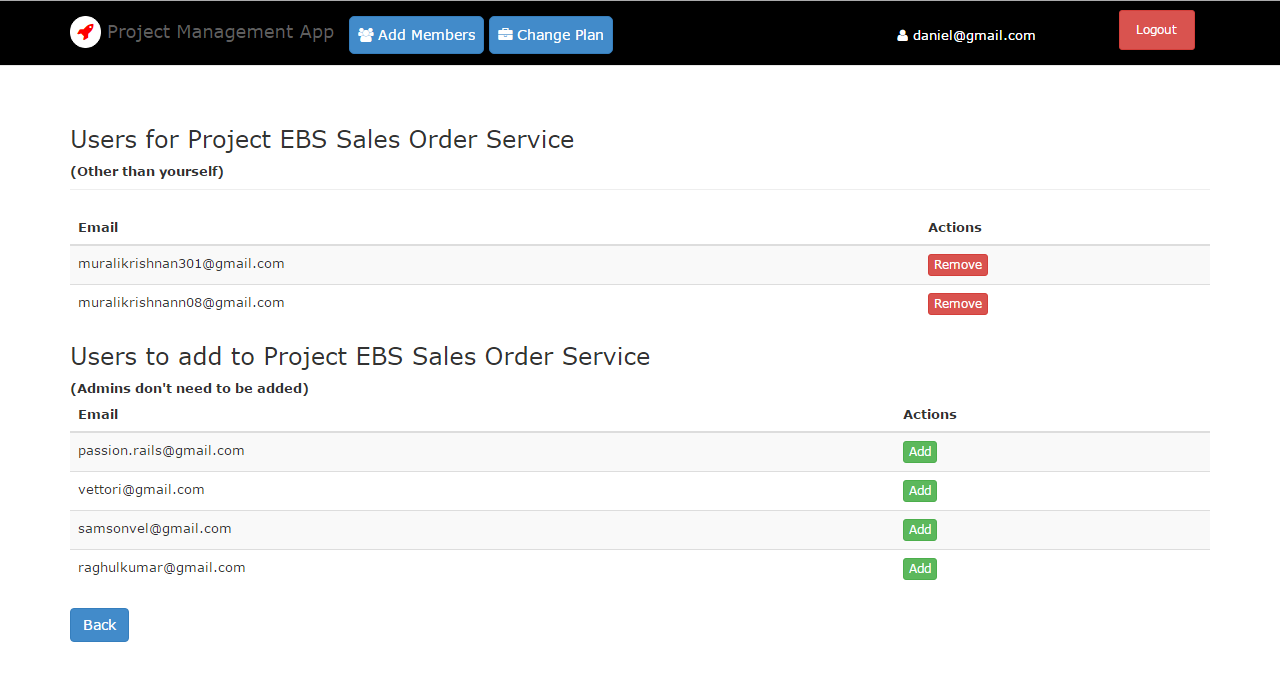 Project Management App Add Members Change Plan daniel@gmail.com Logout
Users for Project EBS Sales Order Service
(Other than yourself)
Email Actions
muralikrishnan301@gmail.com Remove
muralikrishnann08@gmail.com Remove
Users to add to Project EBS Sales Order Service
(Admins don't need to be added)
Email Actions
passion.rails@gmail.com Add
vettori@gmail.com Add
samsonvel@gmail.com Add
raghulkumar@gmail.com Add
Back